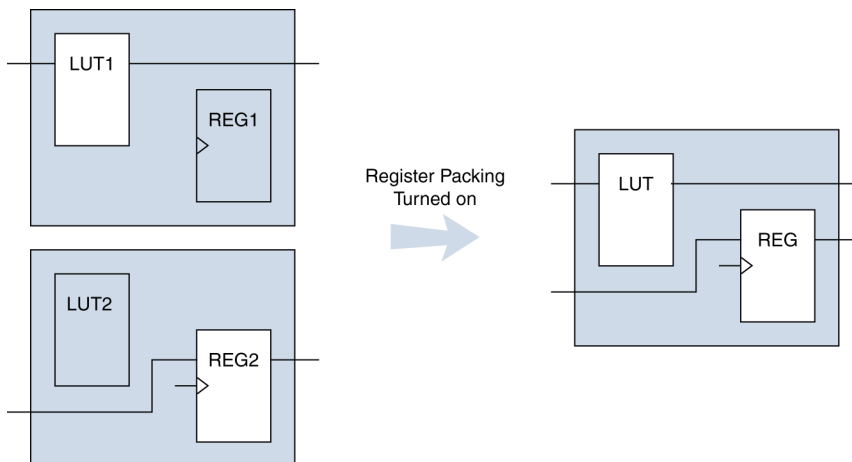 LUT1
REG1
LUT2
REG2
Register Packing
Turned on
LUT
REG